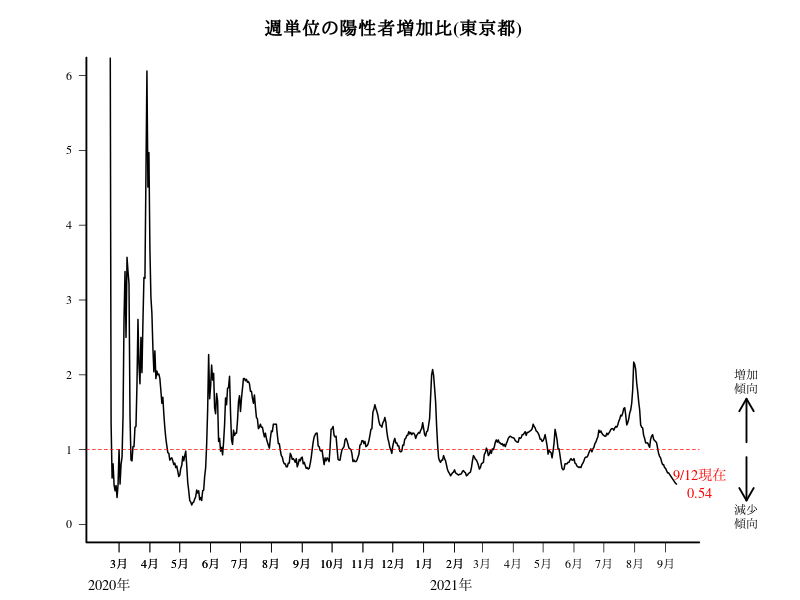 週単位の陽性者増加比(東京都)
6
5
4
3
2
1
0
増加
傾向
9/12現在
0.54
減少
傾向
3月 4月 5月 6月 7月 8月 9月 10月 11月 12月 1月 2月 3月 4月 5月 6月 7月 8月 9月
2020年 2021年